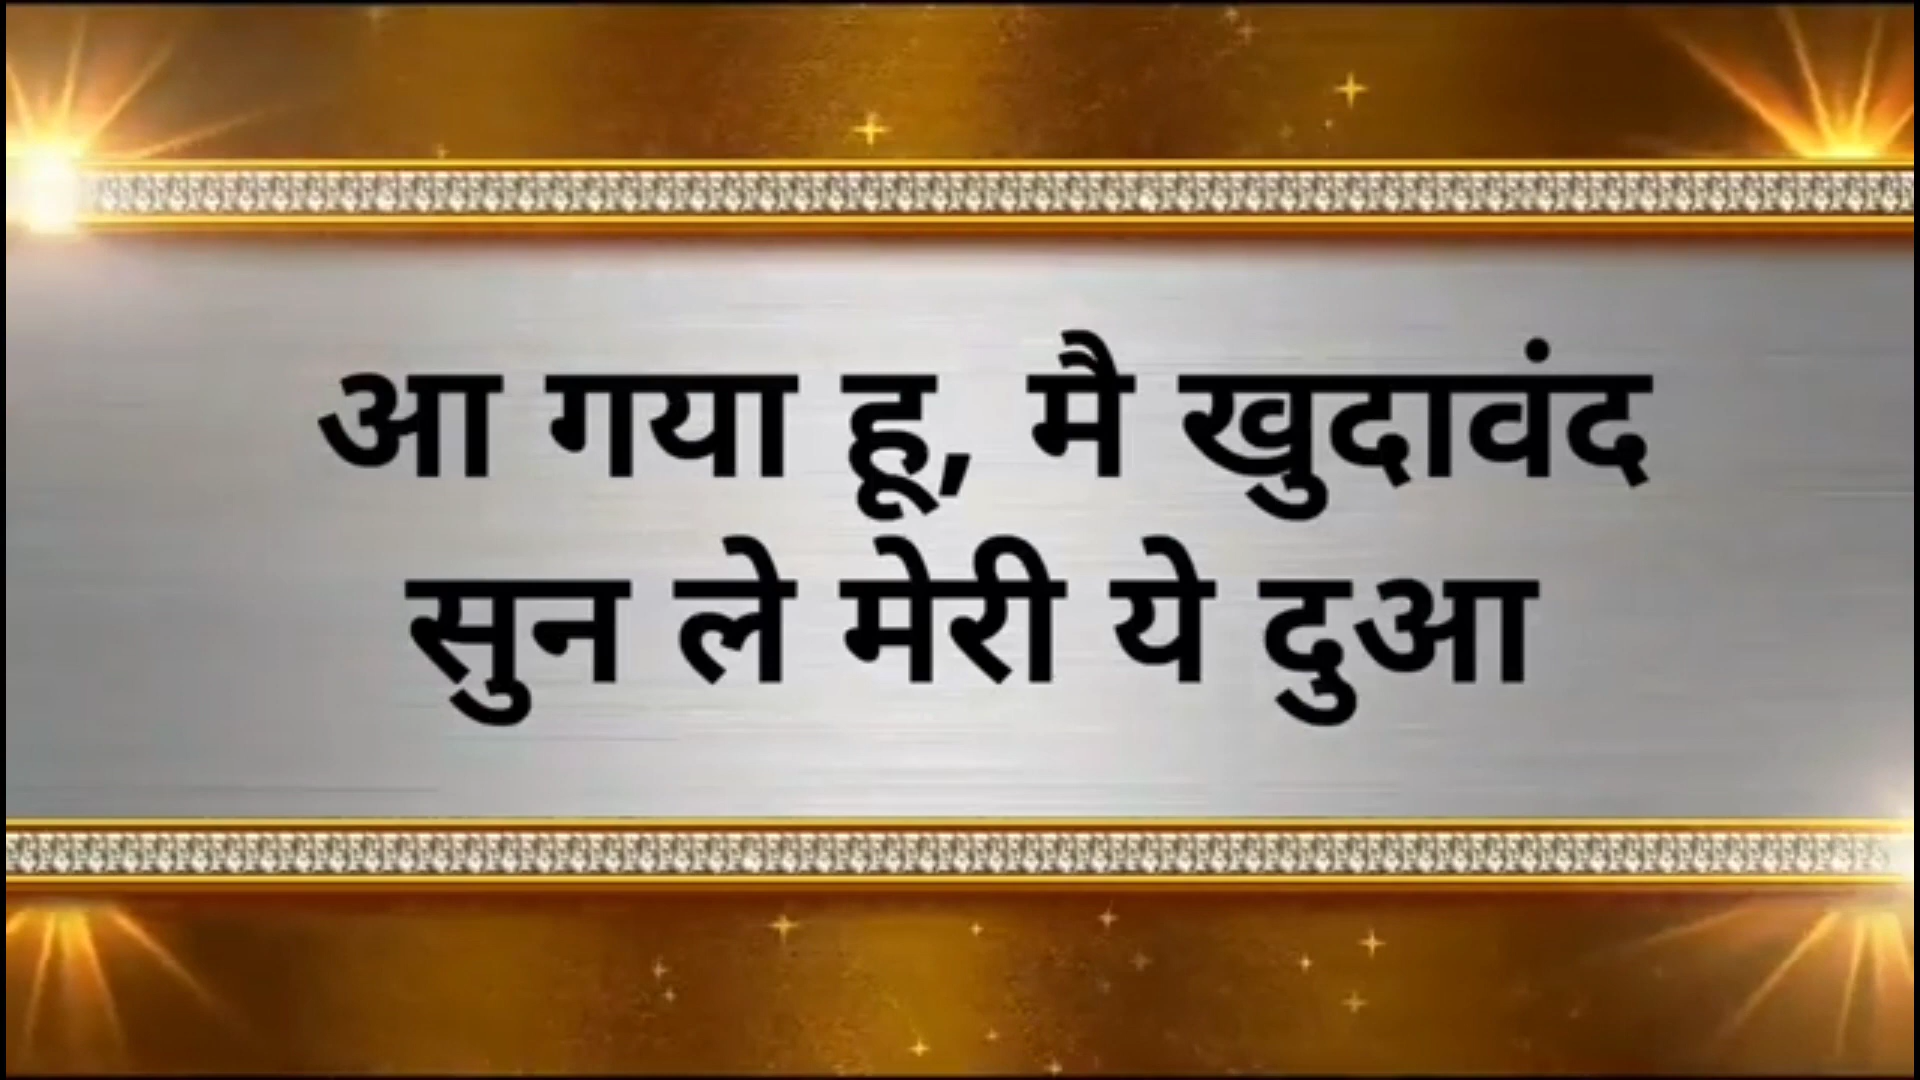 आ गया हू, मै खुदावंद
सुन ले मेरी ये दुआ